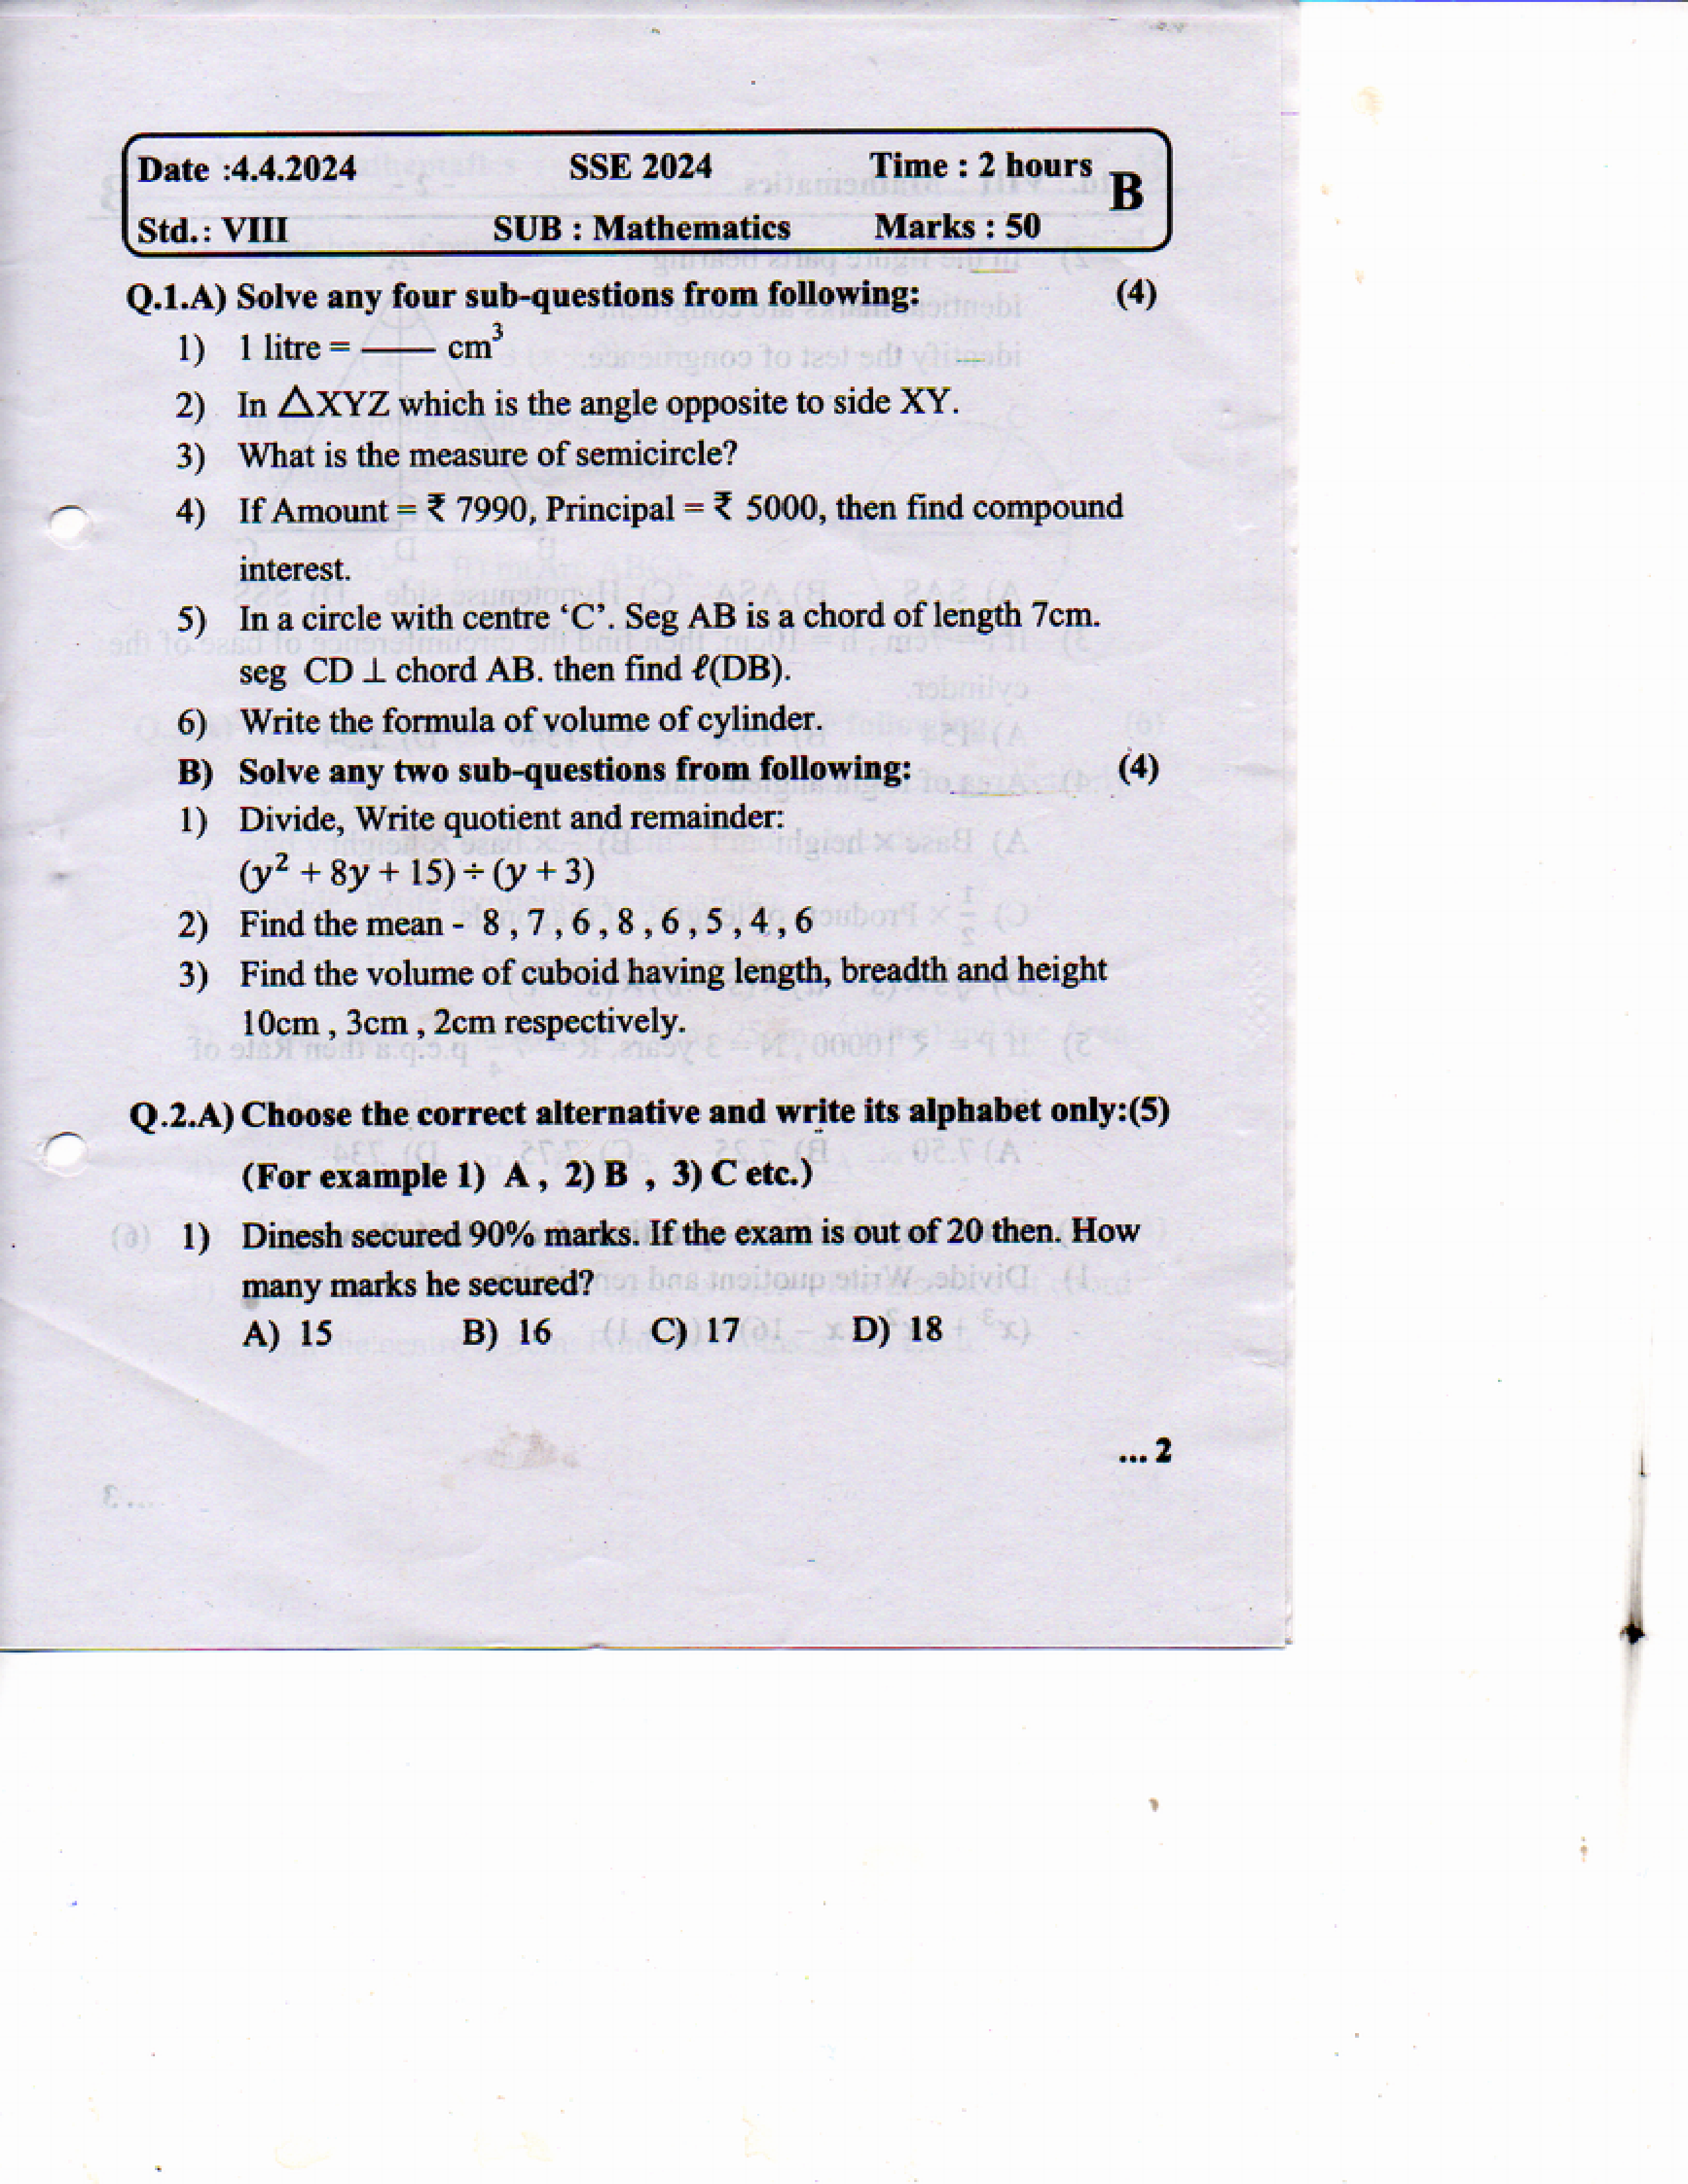 Date :4.4.2024 SSE 2024 Time : 2 hours B
Std.: VIII SUB : Mathematics Marks : 50
Q.1.A) Solve any four sub-questions from following: (4)
1) 1 litre = —— cm³
2) In △XYZ which is the angle opposite to side XY.
3) What is the measure of semicircle?
4) If Amount = ₹ 7990, Principal = ₹ 5000, then find compound
interest.
5) In a circle with centre ‘C’. Seg AB is a chord of length 7cm.
seg CD ⊥ chord AB. then find ℓ(DB).
6) Write the formula of volume of cylinder.
B) Solve any two sub-questions from following: (4)
1) Divide, Write quotient and remainder:
(y² + 8y + 15) ÷ (y + 3)
2) Find the mean - 8 , 7 , 6 , 8 , 6 , 5 , 4 , 6
3) Find the volume of cuboid having length, breadth and height
10cm , 3cm , 2cm respectively.
Q.2.A) Choose the correct alternative and write its alphabet only:(5)
(For example 1) A , 2) B , 3) C etc.)
1) Dinesh secured 90% marks. If the exam is out of 20 then. How
many marks he secured?
A) 15 B) 16 C) 17 D) 18
... 2